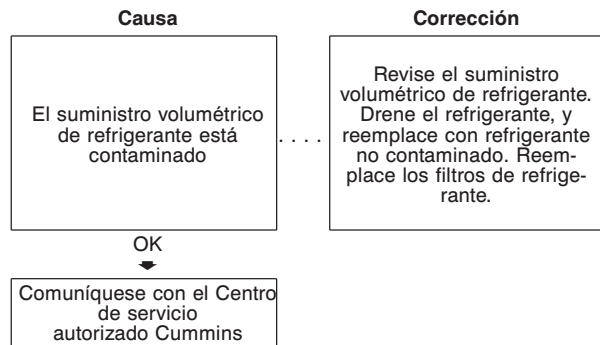 Causa
Corrección
El suministro volumétrico
de refrigerante está
contaminado
. . . .
Revise el suministro
volumétrico de refrigerante.
Drene el refrigerante, y
reemplace con refrigerante
no contaminado. Reem-
place los filtros de refrige-
rante.
OK
Comuníquese con el Centro
de servicio
autorizado Cummins